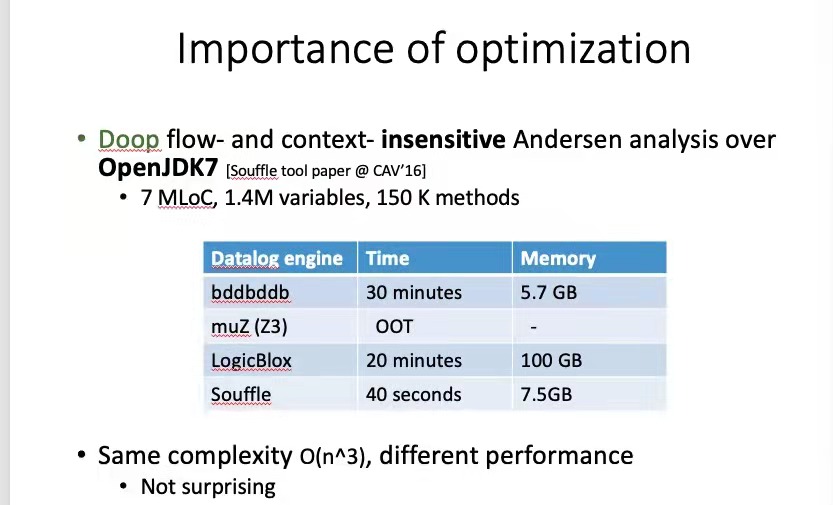 Importance of optimization
• Doop flow- and context- insensitive Andersen analysis over
OpenJDK7 [Souffle tool paper @ CAV'16]
• 7 MLoC, 1.4M variables, 150 K methods
Datalog engine Time Memory
bddbddb 30 minutes 5.7 GB
muZ (Z3) OOT -
LogicBlox 20 minutes 100 GB
Souffle 40 seconds 7.5GB
• Same complexity O(n^3), different performance
• Not surprising